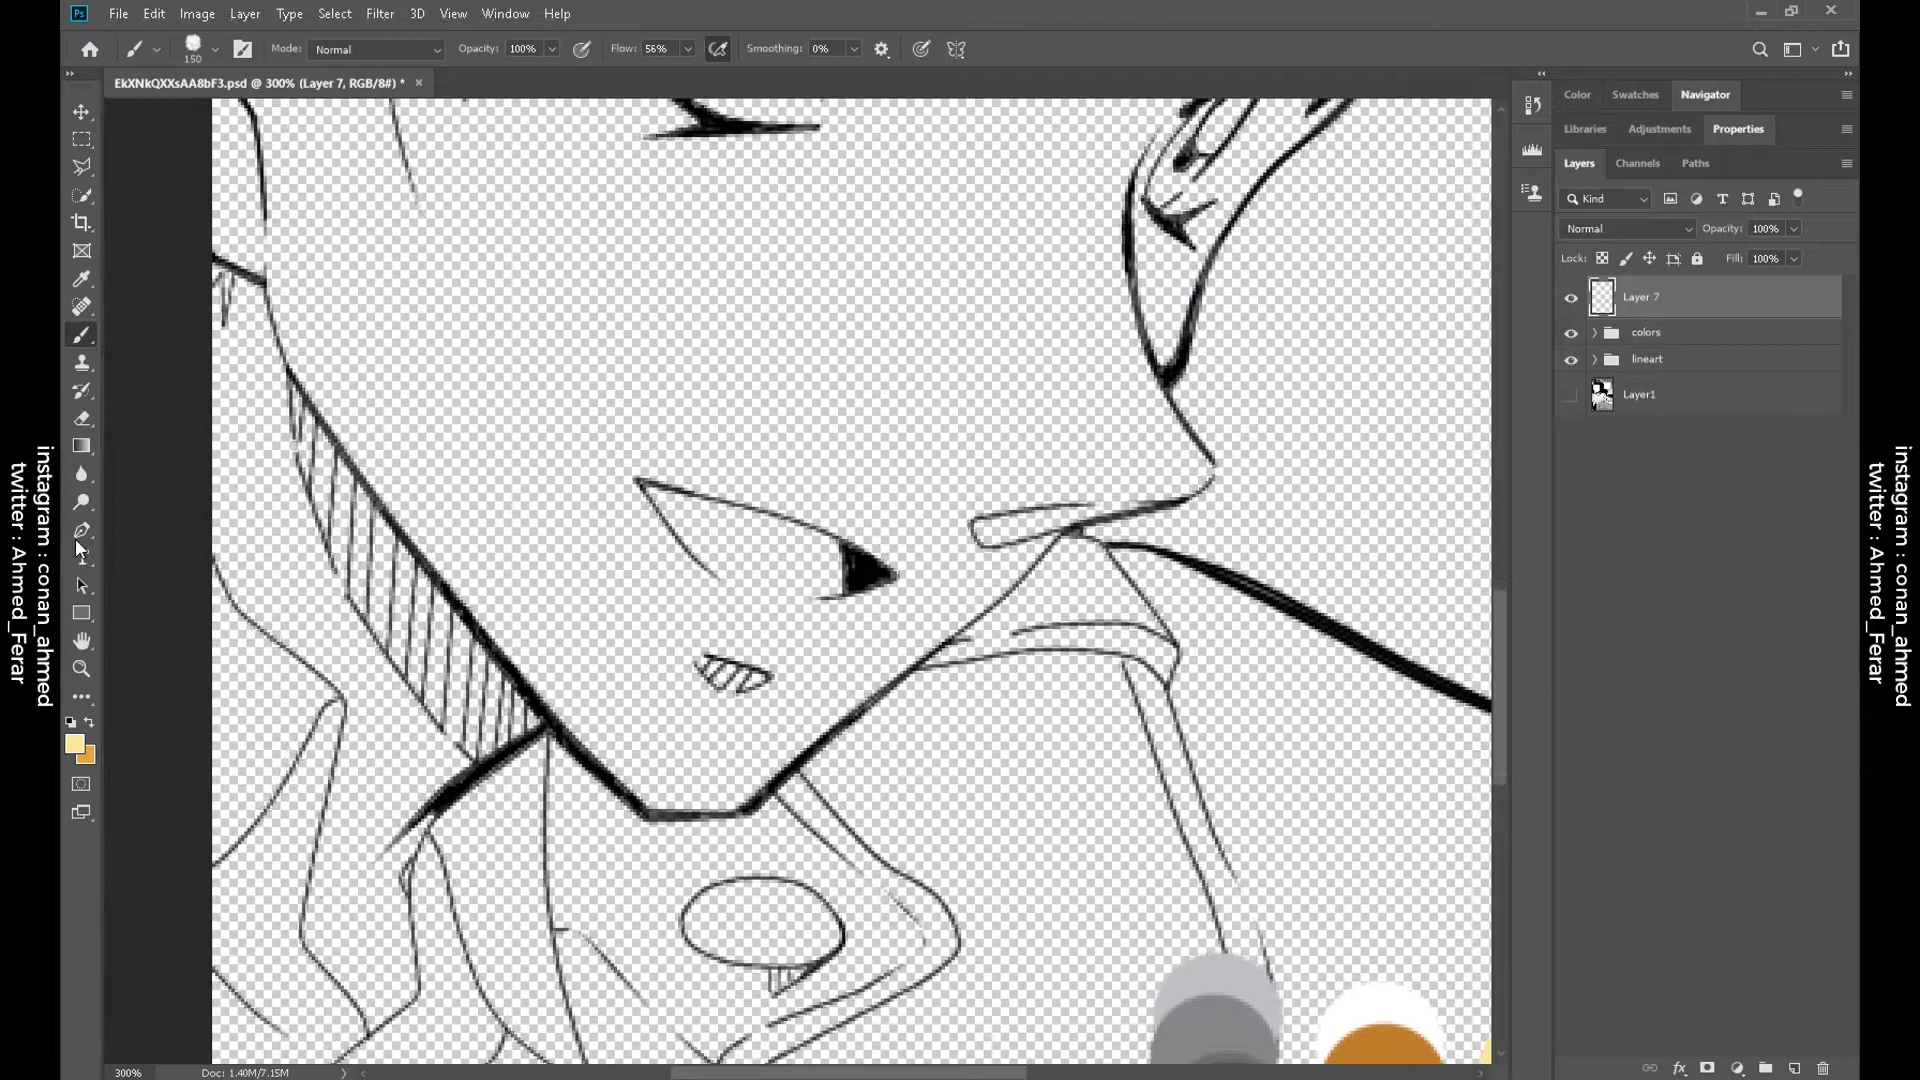 Ps File Edit Image Layer Type Select Filter 3D View Window Help
150 Mode: Normal Opacity: 100% Flow: 56% Smoothing: 0%
EkXNkQXXsAA8bF3.psd @ 300% (Layer 7, RGB/8#) * ×
Color Swatches Navigator
Libraries Adjustments Properties
Layers Channels Paths
Kind
Normal Opacity: 100%
Lock: Fill: 100%
Layer 7
colors
lineart
Layer1
instagram : conan_ahmed
twitter : Ahmed_Ferar
instagram : conan_ahmed
twitter : Ahmed_Ferar
300% Doc: 1.40M/7.15M
fx